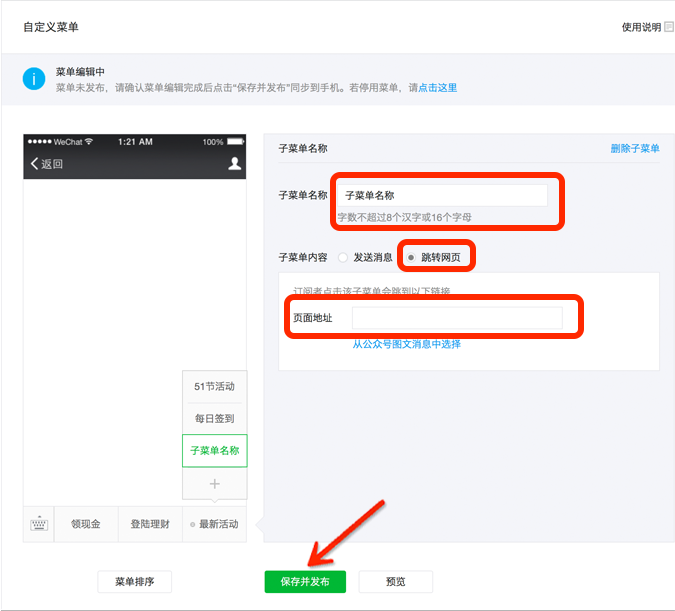 自定义菜单
使用说明
菜单编辑中
菜单未发布，请确认菜单编辑完成后点击“保存并发布”同步到手机。若停用菜单，请点击这里
WeChat 1:21 AM 100%
返回
子菜单名称 删除子菜单
子菜单名称 子菜单名称
字数不超过8个汉字或16个字母
子菜单内容 发送消息 跳转网页
订阅者点击该子菜单会跳到以下链接
页面地址
从公众号图文消息中选择
51节活动
每日签到
子菜单名称
+
领现金 登陆理财 最新活动
菜单排序 保存并发布 预览